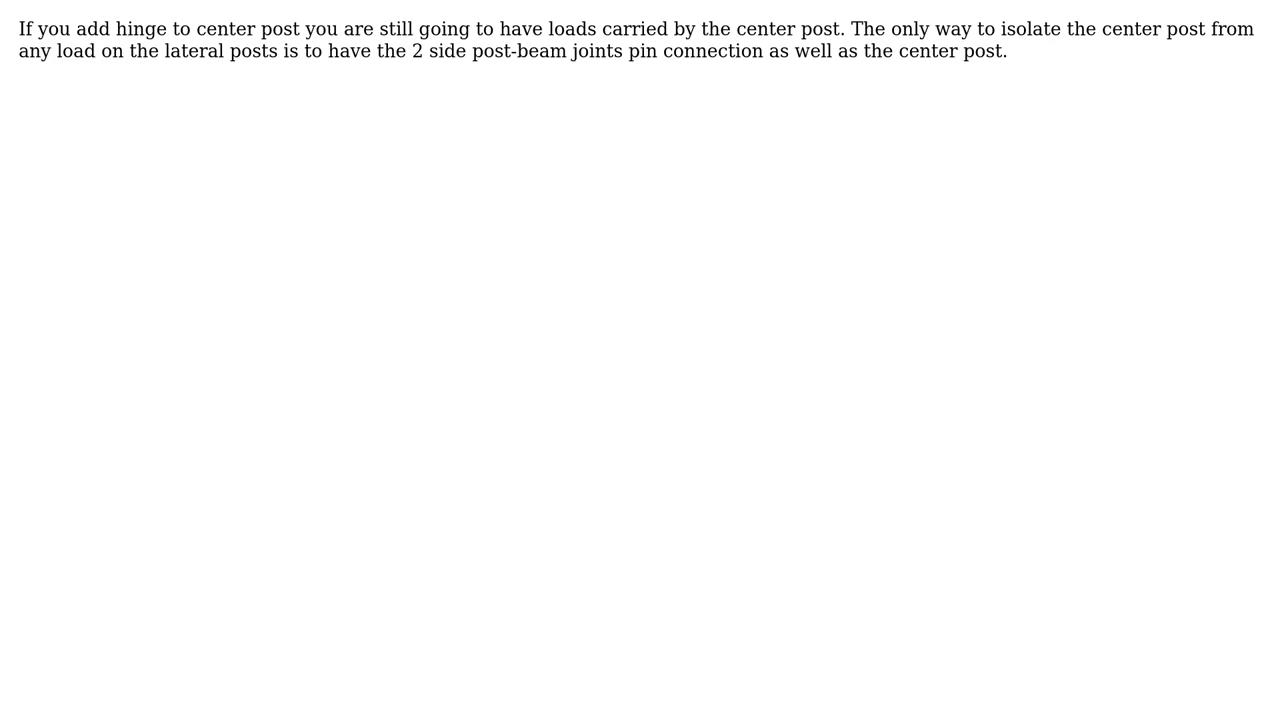 If you add hinge to center post you are still going to have loads carried by the center post. The only way to isolate the center post from
any load on the lateral posts is to have the 2 side post-beam joints pin connection as well as the center post.